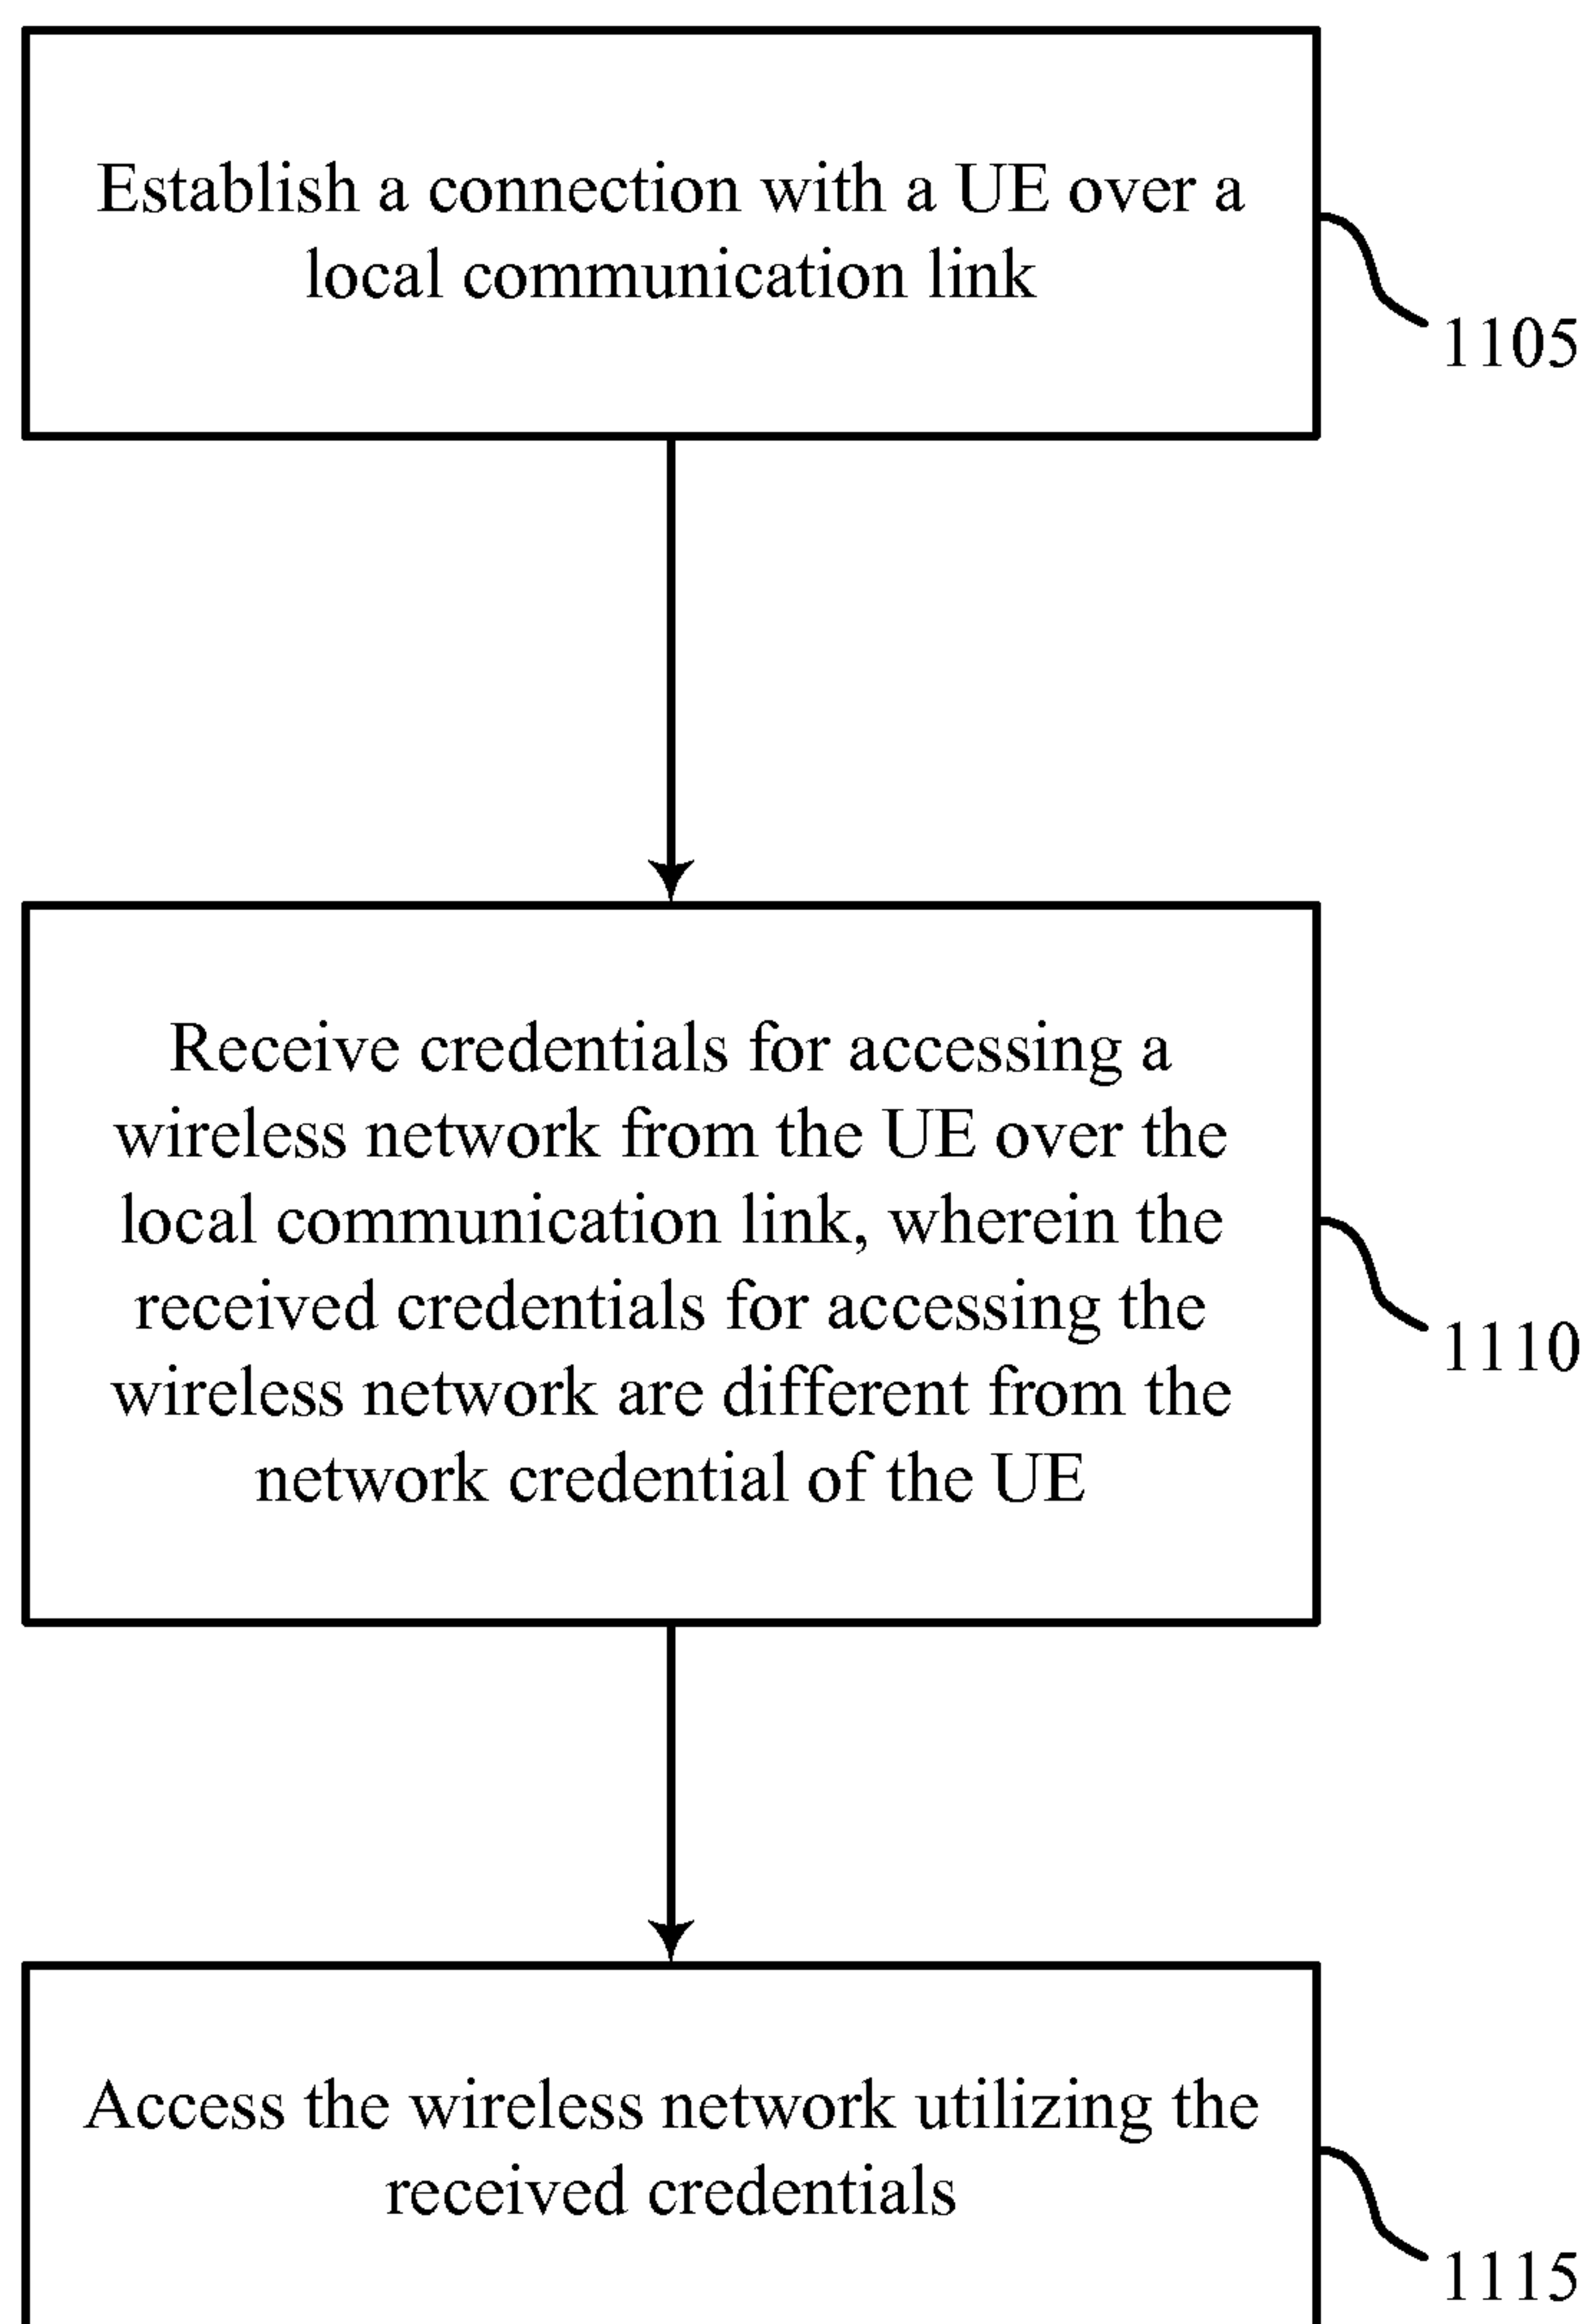 Establish a connection with a UE over a
local communication link
1105
Receive credentials for accessing a
wireless network from the UE over the
local communication link, wherein the
received credentials for accessing the
wireless network are different from the
network credential of the UE
1110
Access the wireless network utilizing the
received credentials
1115